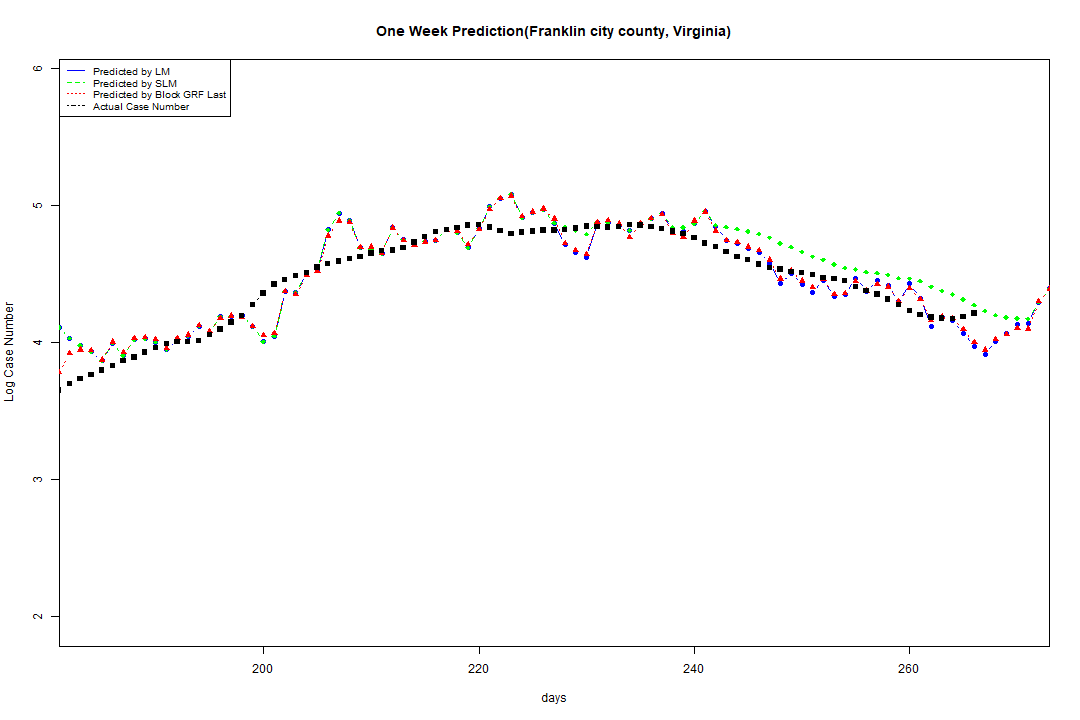 One Week Prediction(Franklin city county, Virginia)
Predicted by LM
Predicted by SLM
Predicted by Block GRF Last
Actual Case Number
6
5
4
3
2
Log Case Number
200
220
240
260
days